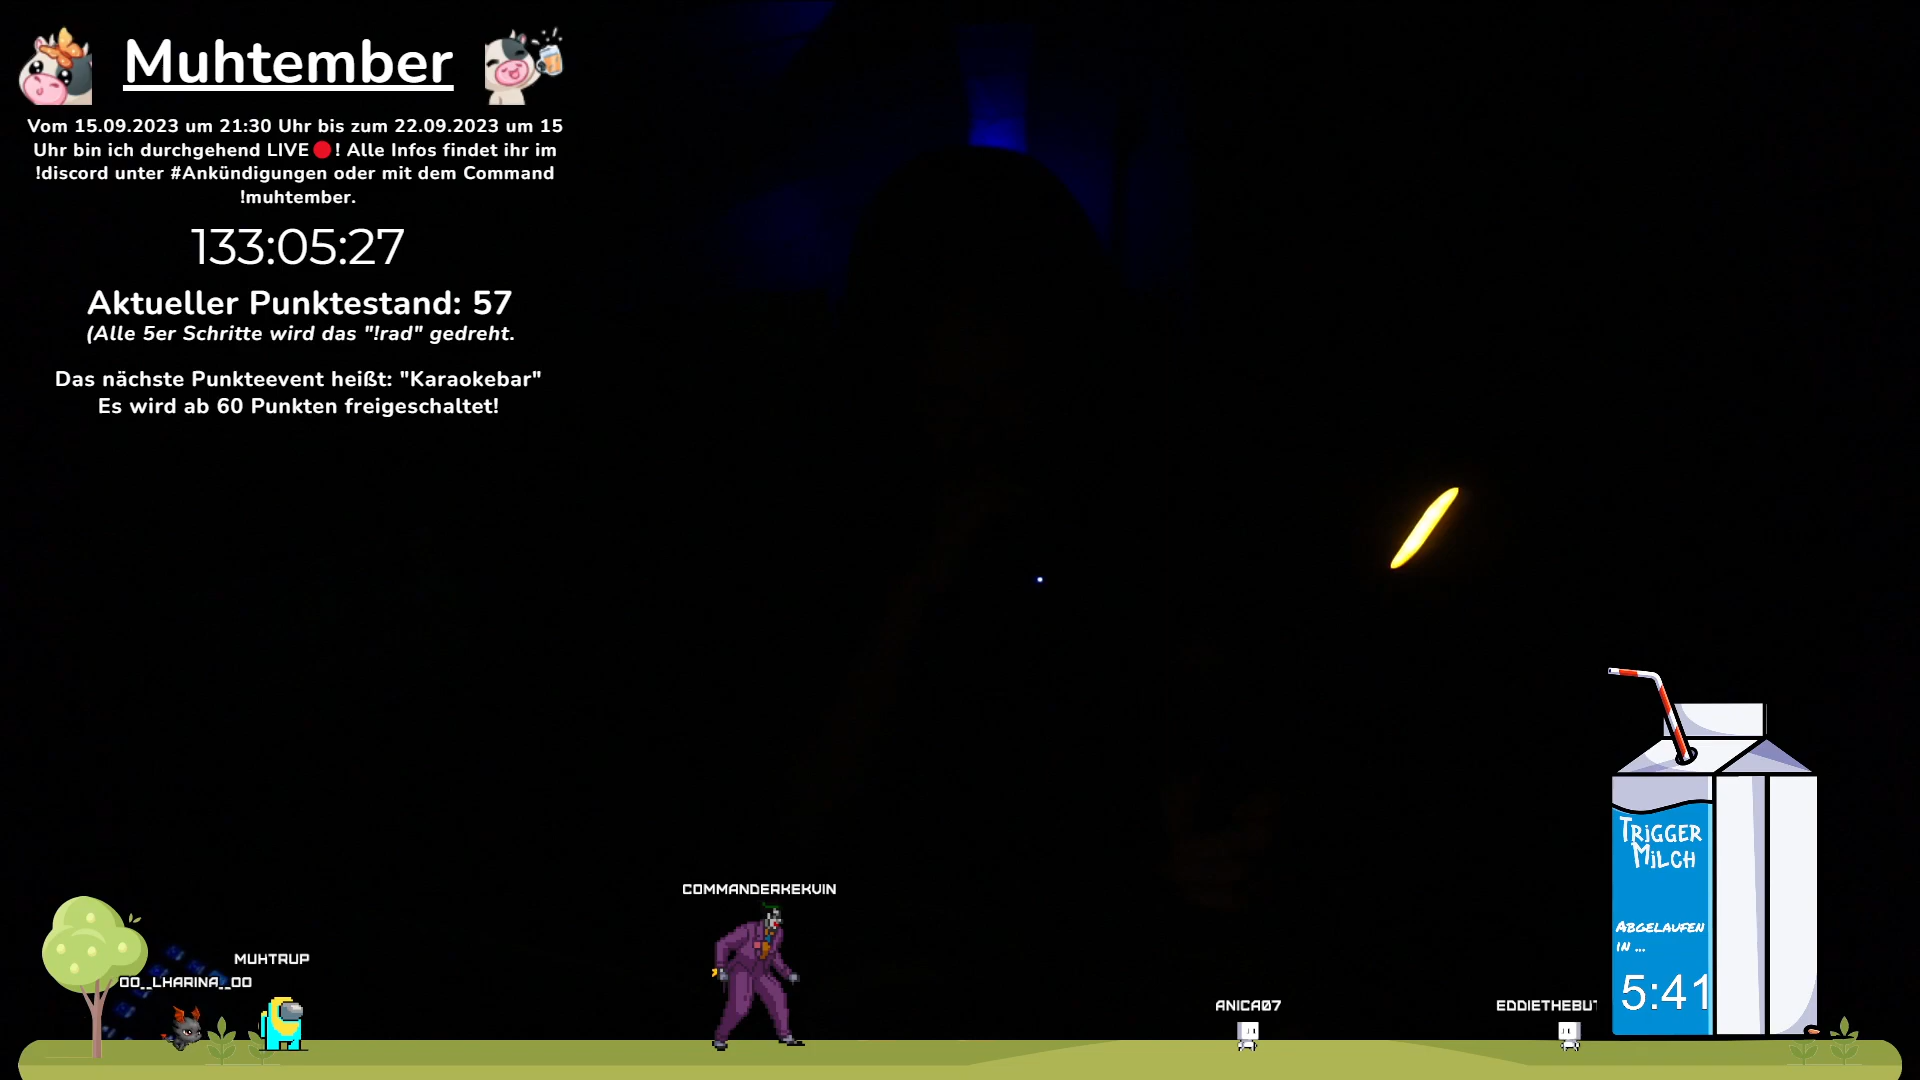 Muhtember
Vom 15.09.2023 um 21:30 Uhr bis zum 22.09.2023 um 15
Uhr bin ich durchgehend LIVE🔴! Alle Infos findet ihr im
!discord unter #Ankündigungen oder mit dem Command
!muhtember.
133:05:27
Aktueller Punktestand: 57
(Alle 5er Schritte wird das "!rad" gedreht.
Das nächste Punkteevent heißt: "Karaokebar"
Es wird ab 60 Punkten freigeschaltet!
TRIGGER
MILCH
COMMANDERKEKVIN
ABGELAUFEN
IN ...
MUHTRUP
OO__LHARINA__OO
5:41
ANICA07
EDDIETHEBUT